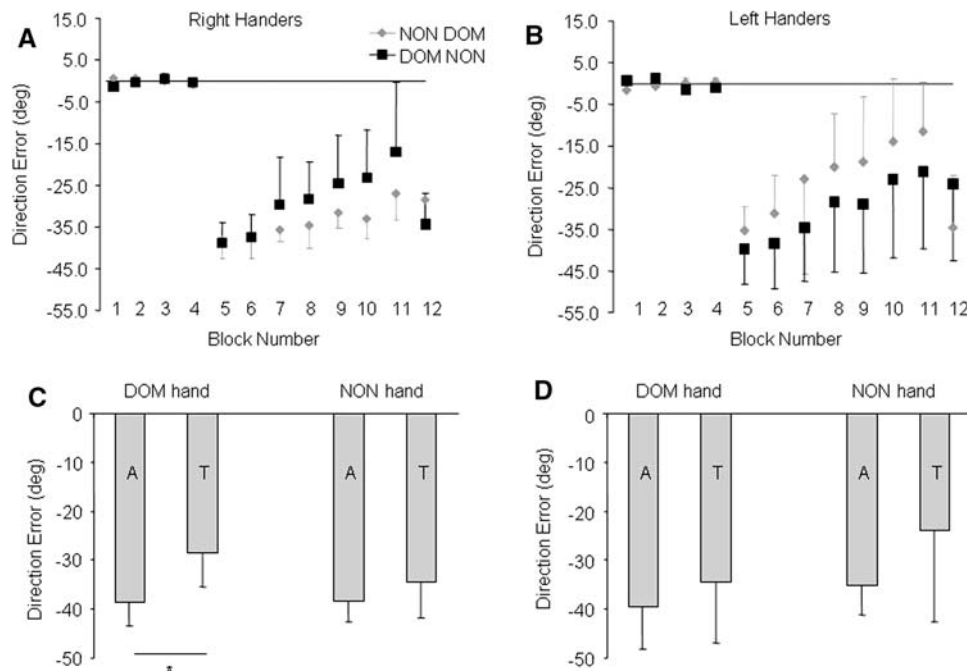 A
Right Handers
NON DOM
DOM NON
Direction Error (deg)
15.0
5.0
-5.0
-15.0
-25.0
-35.0
-45.0
-55.0
1 2 3 4 5 6 7 8 9 10 11 12
Block Number
B
Left Handers
Direction Error (deg)
15.0
5.0
-5.0
-15.0
-25.0
-35.0
-45.0
-55.0
1 2 3 4 5 6 7 8 9 10 11 12
Block Number
C
DOM hand NON hand
Direction Error (deg)
0
-10
-20
-30
-40
-50
A T A T
*
D
DOM hand NON hand
Direction Error (deg)
0
-10
-20
-30
-40
-50
A T A T